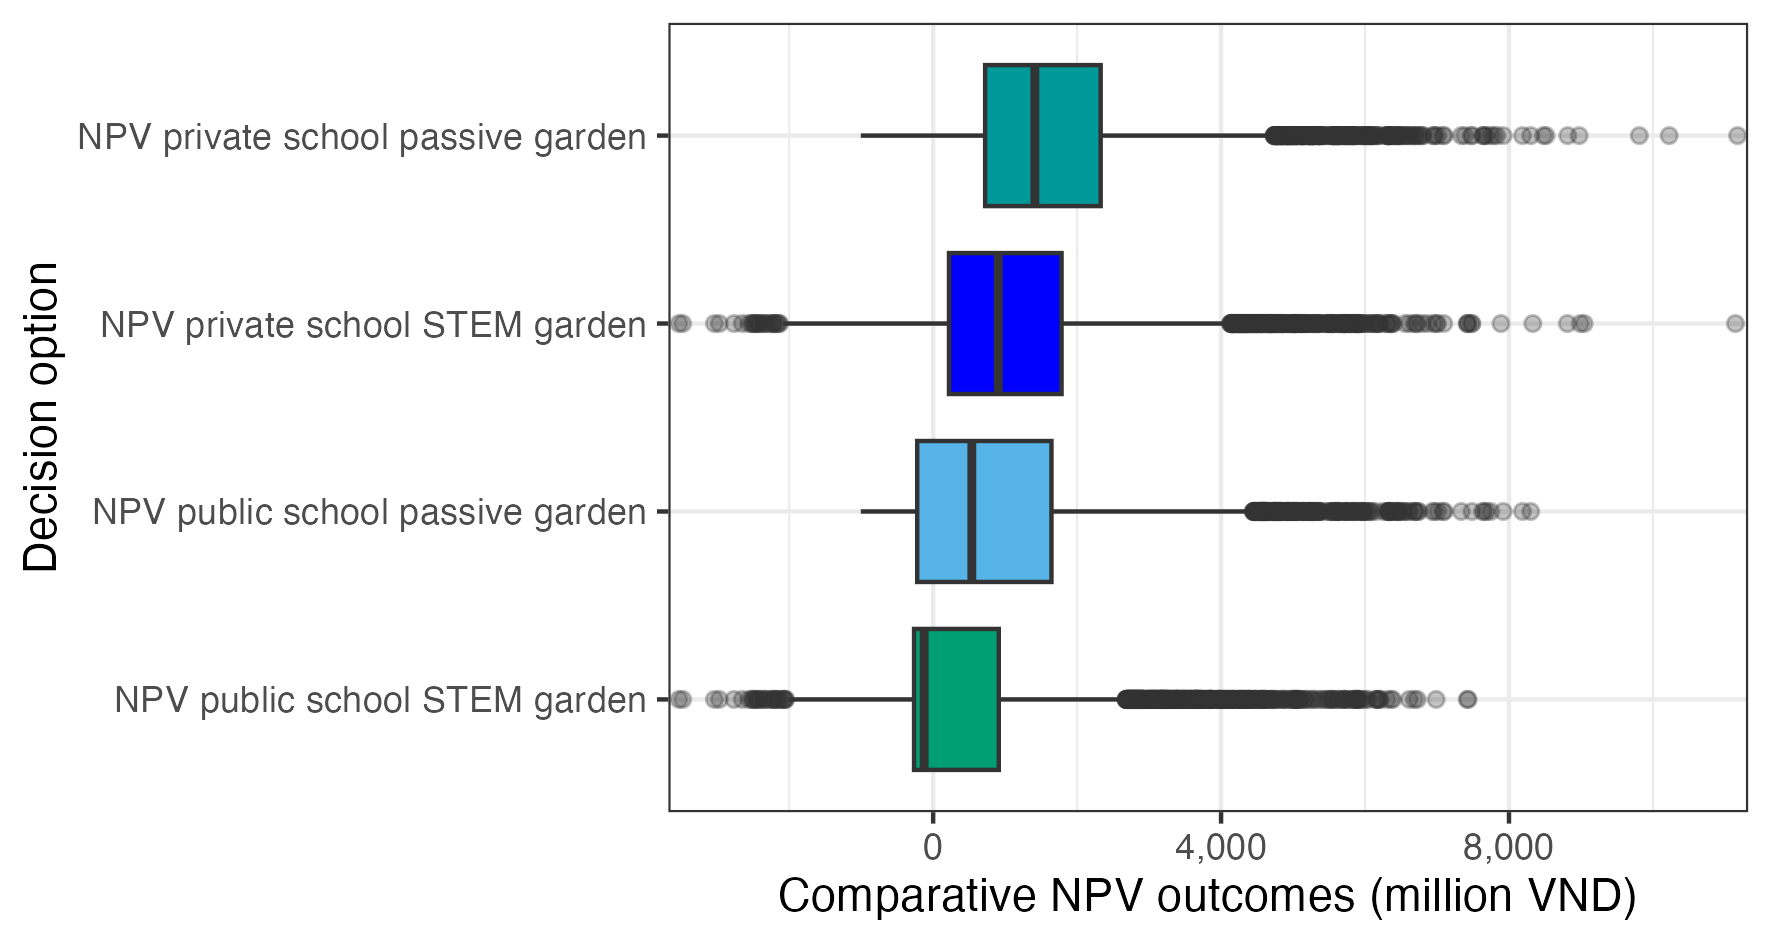 Decision option
NPV private school passive garden
NPV private school STEM garden
NPV public school passive garden
NPV public school STEM garden
0 4,000 8,000
Comparative NPV outcomes (million VND)